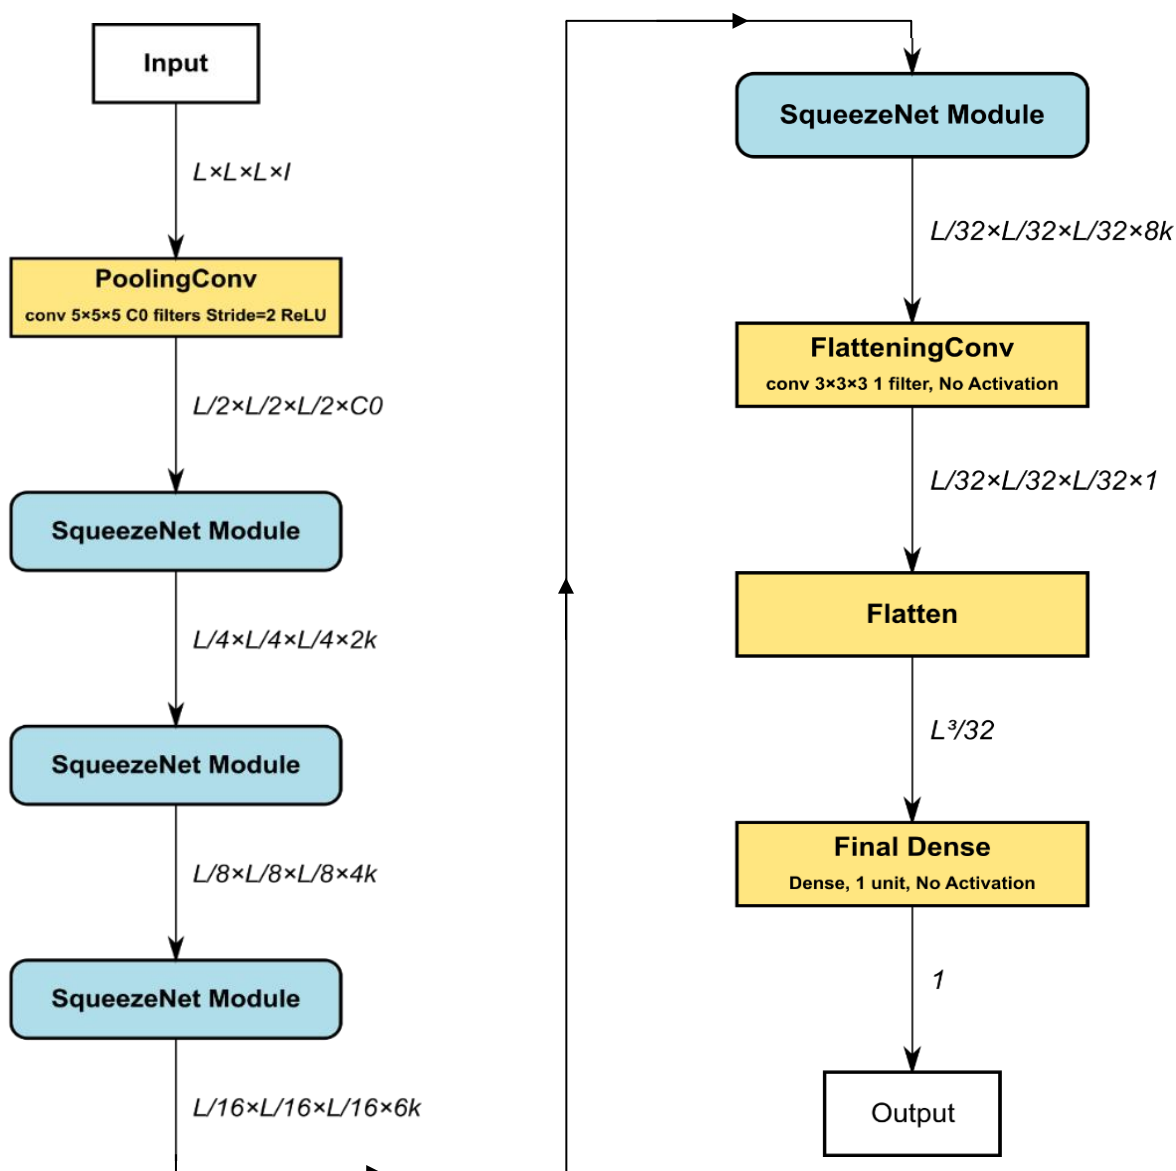 Input
L×L×L×I
PoolingConv
conv 5×5×5 C0 filters Stride=2 ReLU
L/2×L/2×L/2×C0
SqueezeNet Module
L/4×L/4×L/4×2k
SqueezeNet Module
L/8×L/8×L/8×4k
SqueezeNet Module
L/16×L/16×L/16×6k
SqueezeNet Module
L/32×L/32×L/32×8k
FlatteningConv
conv 3×3×3 1 filter, No Activation
L/32×L/32×L/32×1
Flatten
L³/32
Final Dense
Dense, 1 unit, No Activation
1
Output